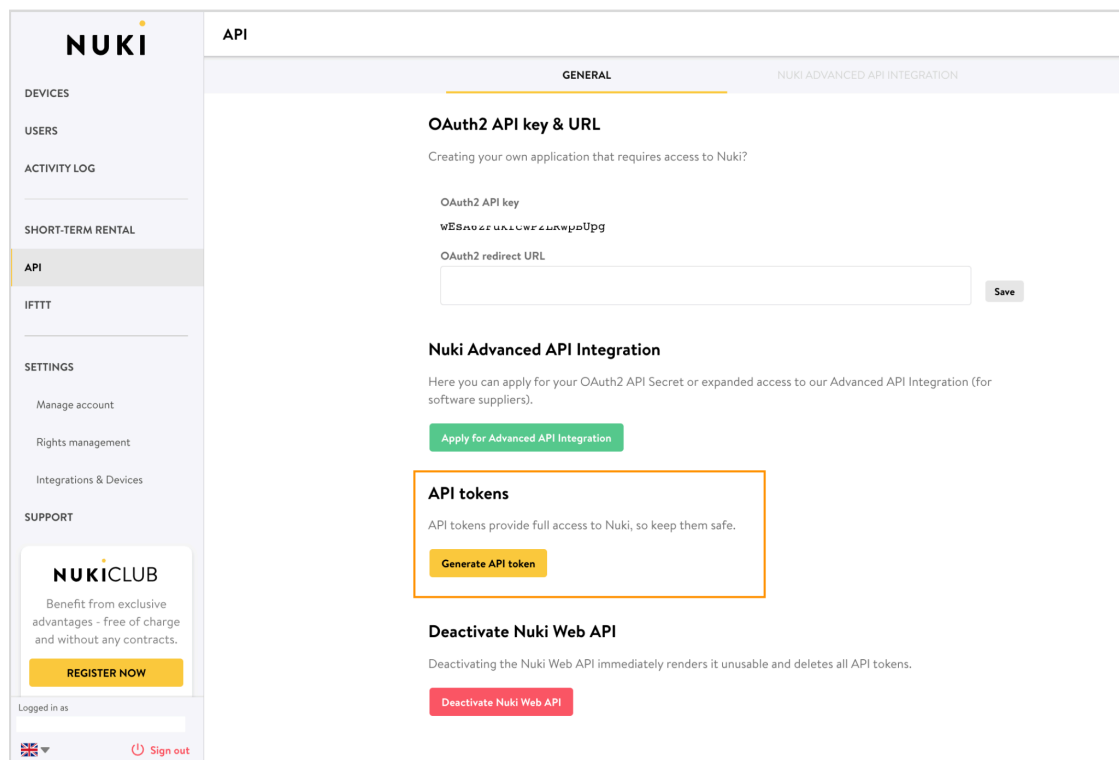 NUKI
API
GENERAL
NUKI ADVANCED API INTEGRATION
DEVICES
USERS
ACTIVITY LOG
SHORT-TERM RENTAL
API
IFTTT
SETTINGS
Manage account
Rights management
Integrations & Devices
SUPPORT
NUKICLUB
Benefit from exclusive
advantages - free of charge
and without any contracts.
REGISTER NOW
Logged in as
Sign out
OAuth2 API key & URL
Creating your own application that requires access to Nuki?
OAuth2 API key
OAuth2 redirect URL
Save
Nuki Advanced API Integration
Here you can apply for your OAuth2 API Secret or expanded access to our Advanced API Integration (for
software suppliers).
Apply for Advanced API Integration
API tokens
API tokens provide full access to Nuki, so keep them safe.
Generate API token
Deactivate Nuki Web API
Deactivating the Nuki Web API immediately renders it unusable and deletes all API tokens.
Deactivate Nuki Web API